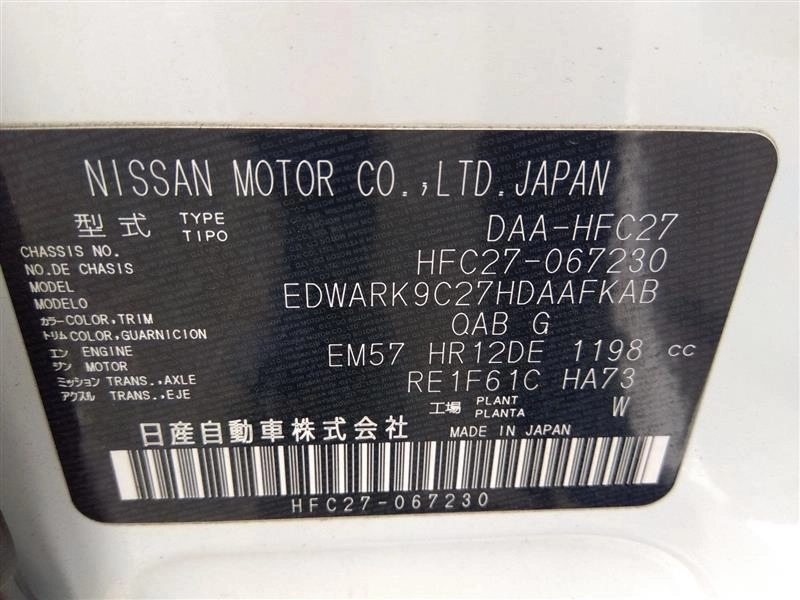 NISSAN MOTOR CO.,LTD.JAPAN
型式 TYPE TIPO DAA-HFC27
CHASSIS NO. NO.DE CHASIS HFC27-067230
MODEL MODELO EDWARK9C27HDAAFKAB
カラー COLOR,TRIM
トリム COLOR,GUARNICION QAB G
エン ENGINE
ジン MOTOR EM57 HR12DE 1198 cc
ミッション TRANS.,AXLE
アクスル TRANS.,EJE RE1F61C HA73
工場 PLANT PLANTA W
日産自動車株式会社 MADE IN JAPAN
HFC27-067230